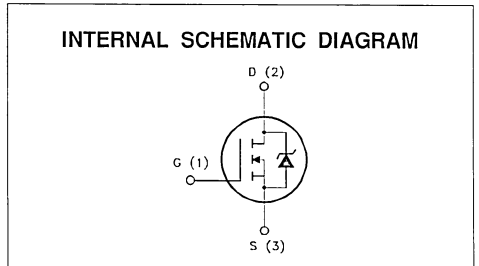 INTERNAL SCHEMATIC DIAGRAM
D (2)
G (1)
S (3)